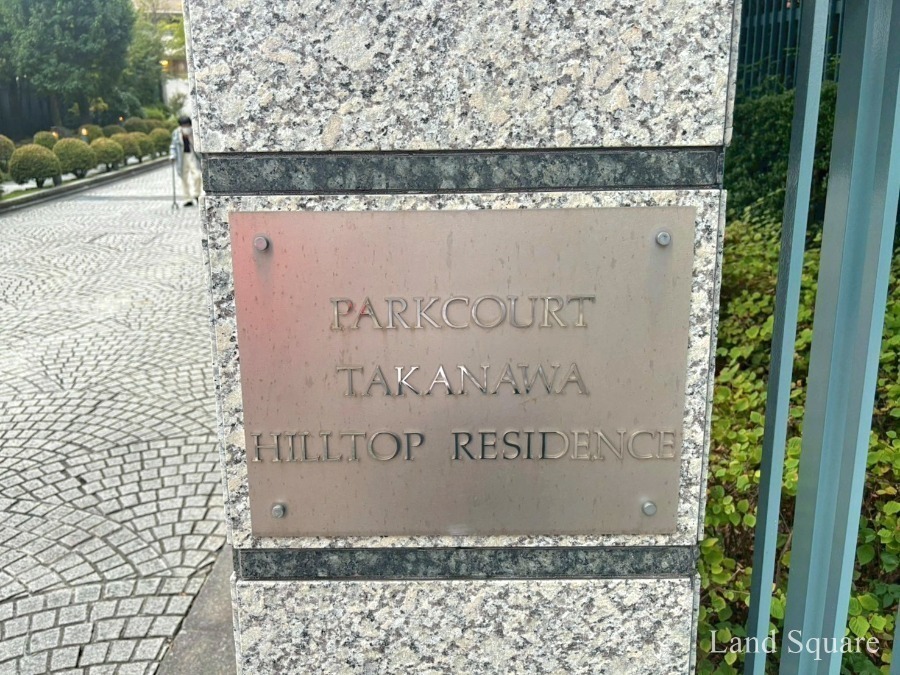 PARKCOURT
TAKANAWA
HILLTOP RESIDENCE
Land Square